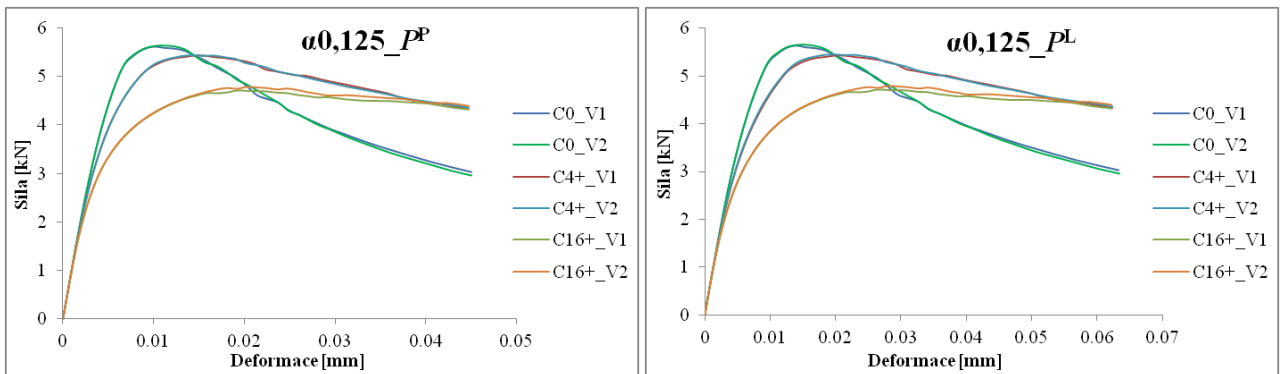 α0,125_Pᴾ
Síla [kN]
6
5
4
3
2
1
0
0
0.01
0.02
0.03
0.04
0.05
Deformace [mm]
C0_V1
C0_V2
C4+_V1
C4+_V2
C16+_V1
C16+_V2
α0,125_Pᴸ
Síla [kN]
6
5
4
3
2
1
0
0
0.01
0.02
0.03
0.04
0.05
0.06
0.07
Deformace [mm]
C0_V1
C0_V2
C4+_V1
C4+_V2
C16+_V1
C16+_V2